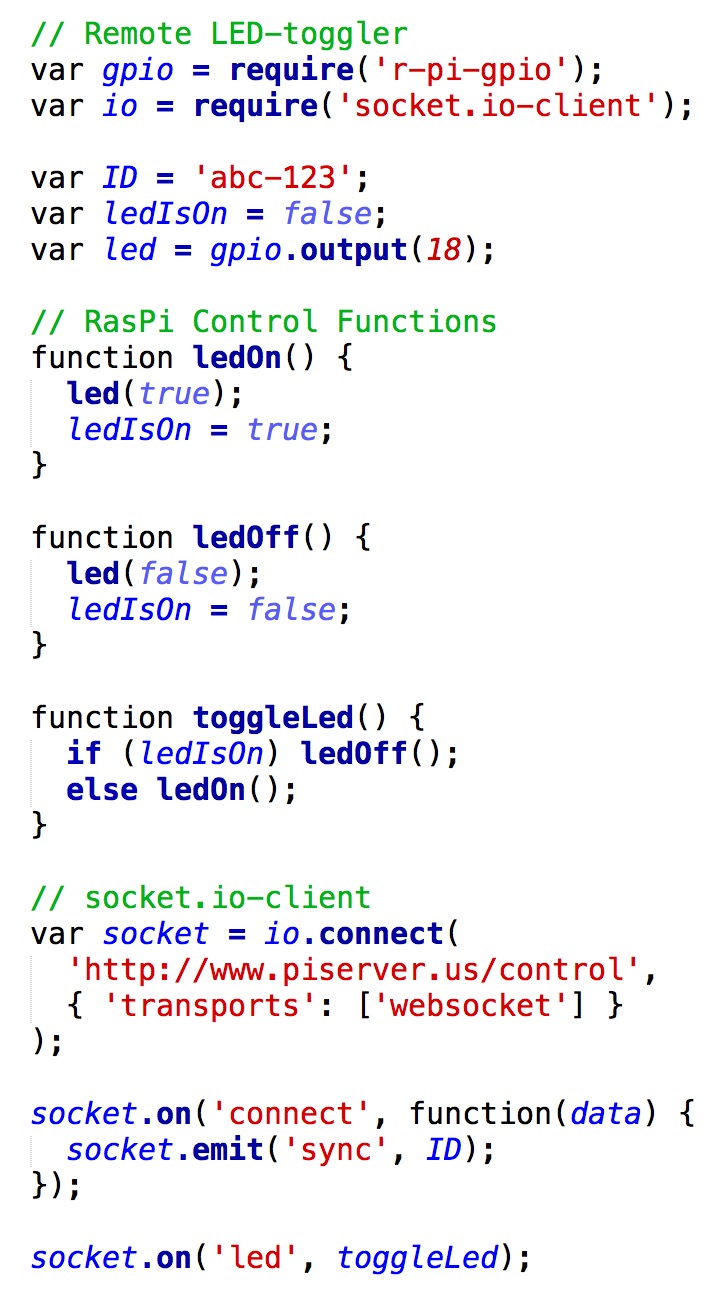 // Remote LED-toggler
var gpio = require('r-pi-gpio');
var io = require('socket.io-client');

var ID = 'abc-123';
var ledIsOn = false;
var led = gpio.output(18);

// RasPi Control Functions
function ledOn() {
  led(true);
  ledIsOn = true;
}

function ledOff() {
  led(false);
  ledIsOn = false;
}

function toggleLed() {
  if (ledIsOn) ledOff();
  else ledOn();
}

// socket.io-client
var socket = io.connect(
  'http://www.piserver.us/control',
  { 'transports': ['websocket'] }
);

socket.on('connect', function(data) {
  socket.emit('sync', ID);
});

socket.on('led', toggleLed);